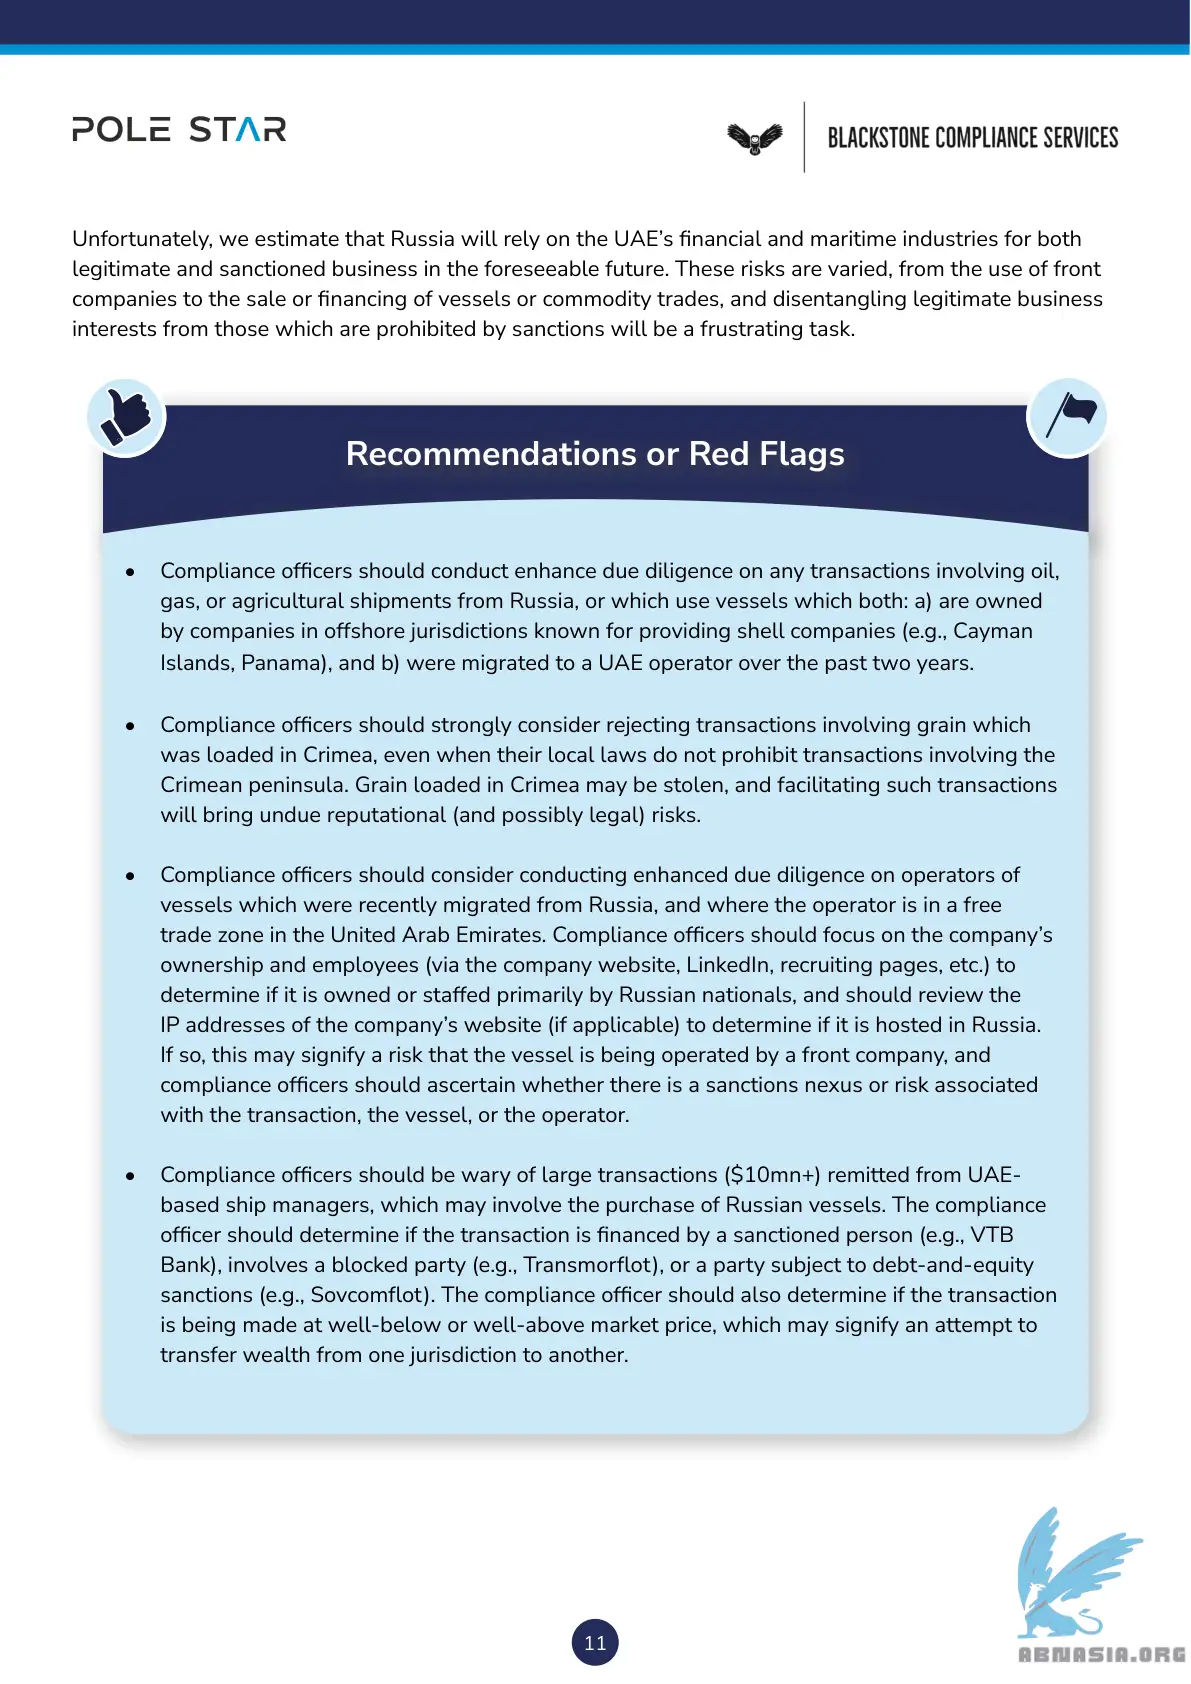 POLE STAR
BLACKSTONE COMPLIANCE SERVICES
Unfortunately, we estimate that Russia will rely on the UAE’s financial and maritime industries for both
legitimate and sanctioned business in the foreseeable future. These risks are varied, from the use of front
companies to the sale or financing of vessels or commodity trades, and disentangling legitimate business
interests from those which are prohibited by sanctions will be a frustrating task.
Recommendations or Red Flags
• Compliance officers should conduct enhance due diligence on any transactions involving oil,
gas, or agricultural shipments from Russia, or which use vessels which both: a) are owned
by companies in offshore jurisdictions known for providing shell companies (e.g., Cayman
Islands, Panama), and b) were migrated to a UAE operator over the past two years.
• Compliance officers should strongly consider rejecting transactions involving grain which
was loaded in Crimea, even when their local laws do not prohibit transactions involving the
Crimean peninsula. Grain loaded in Crimea may be stolen, and facilitating such transactions
will bring undue reputational (and possibly legal) risks.
• Compliance officers should consider conducting enhanced due diligence on operators of
vessels which were recently migrated from Russia, and where the operator is in a free
trade zone in the United Arab Emirates. Compliance officers should focus on the company’s
ownership and employees (via the company website, LinkedIn, recruiting pages, etc.) to
determine if it is owned or staffed primarily by Russian nationals, and should review the
IP addresses of the company’s website (if applicable) to determine if it is hosted in Russia.
If so, this may signify a risk that the vessel is being operated by a front company, and
compliance officers should ascertain whether there is a sanctions nexus or risk associated
with the transaction, the vessel, or the operator.
• Compliance officers should be wary of large transactions ($10mn+) remitted from UAE-
based ship managers, which may involve the purchase of Russian vessels. The compliance
officer should determine if the transaction is financed by a sanctioned person (e.g., VTB
Bank), involves a blocked party (e.g., Transmorflot), or a party subject to debt-and-equity
sanctions (e.g., Sovcomflot). The compliance officer should also determine if the transaction
is being made at well-below or well-above market price, which may signify an attempt to
transfer wealth from one jurisdiction to another.
11
ABNASIA.ORG